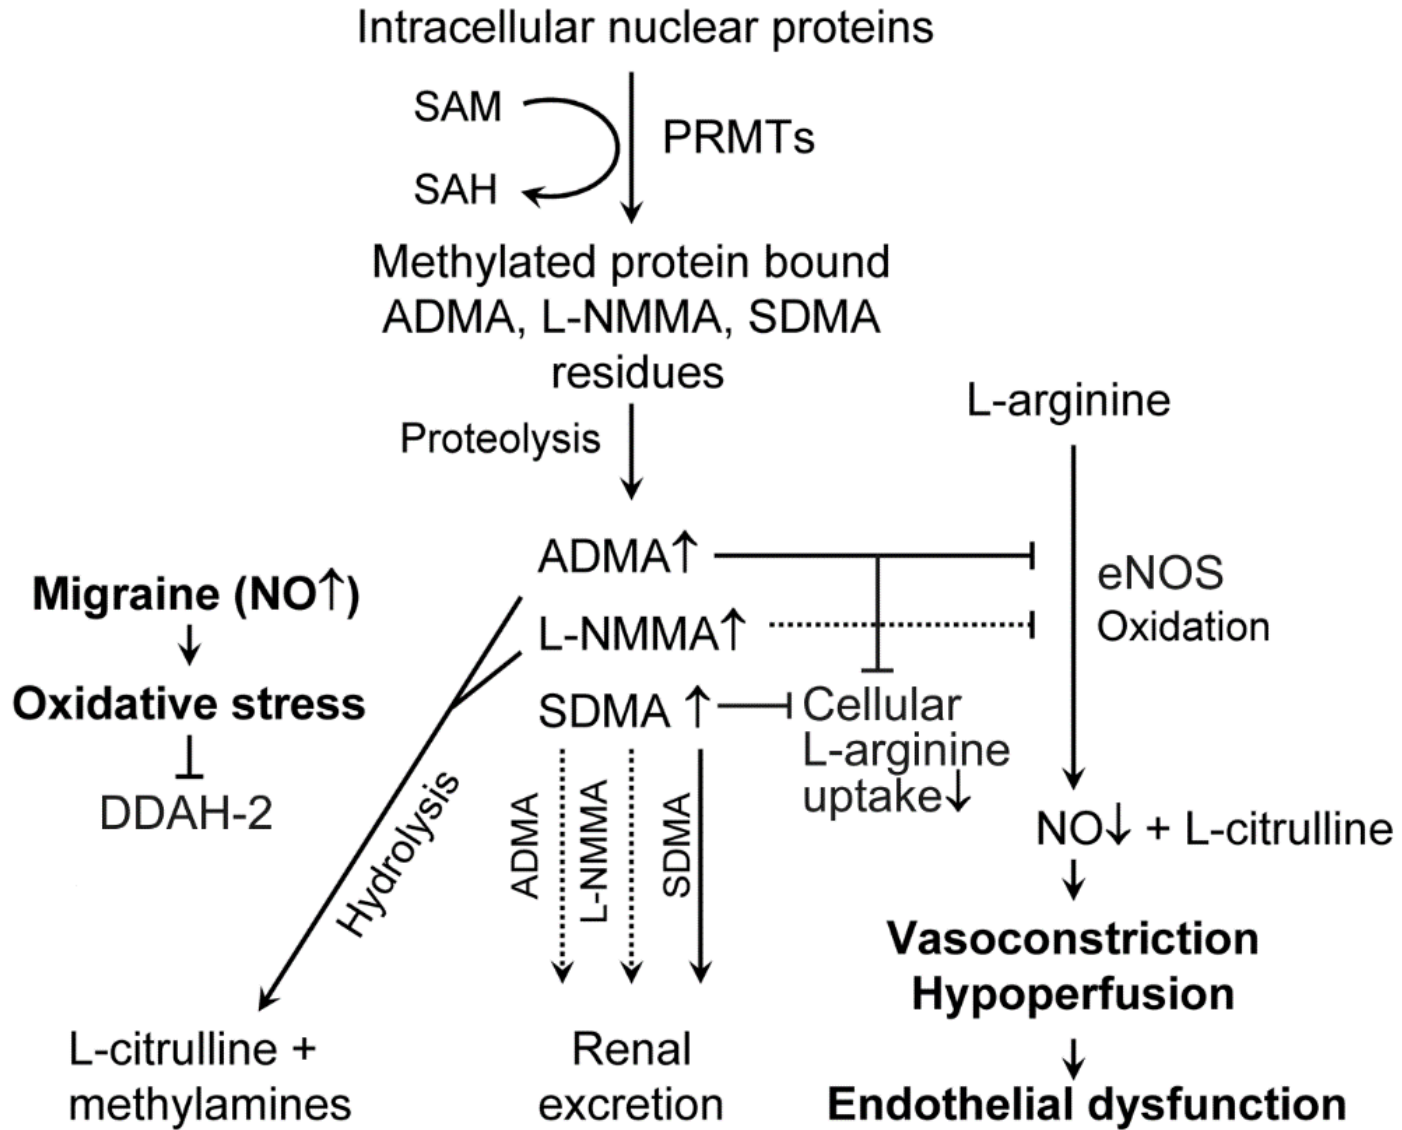 Intracellular nuclear proteins
SAM
PRMTs
SAH
Methylated protein bound
ADMA, L-NMMA, SDMA
residues
Proteolysis
L-arginine
ADMA↑
L-NMMA↑
SDMA ↑
eNOS
Oxidation
Cellular
L-arginine
uptake↓
Migraine (NO↑)
Oxidative stress
DDAH-2
Hydrolysis
ADMA
L-NMMA
SDMA
NO↓ + L-citrulline
Vasoconstriction
Hypoperfusion
Endothelial dysfunction
L-citrulline +
methylamines
Renal
excretion